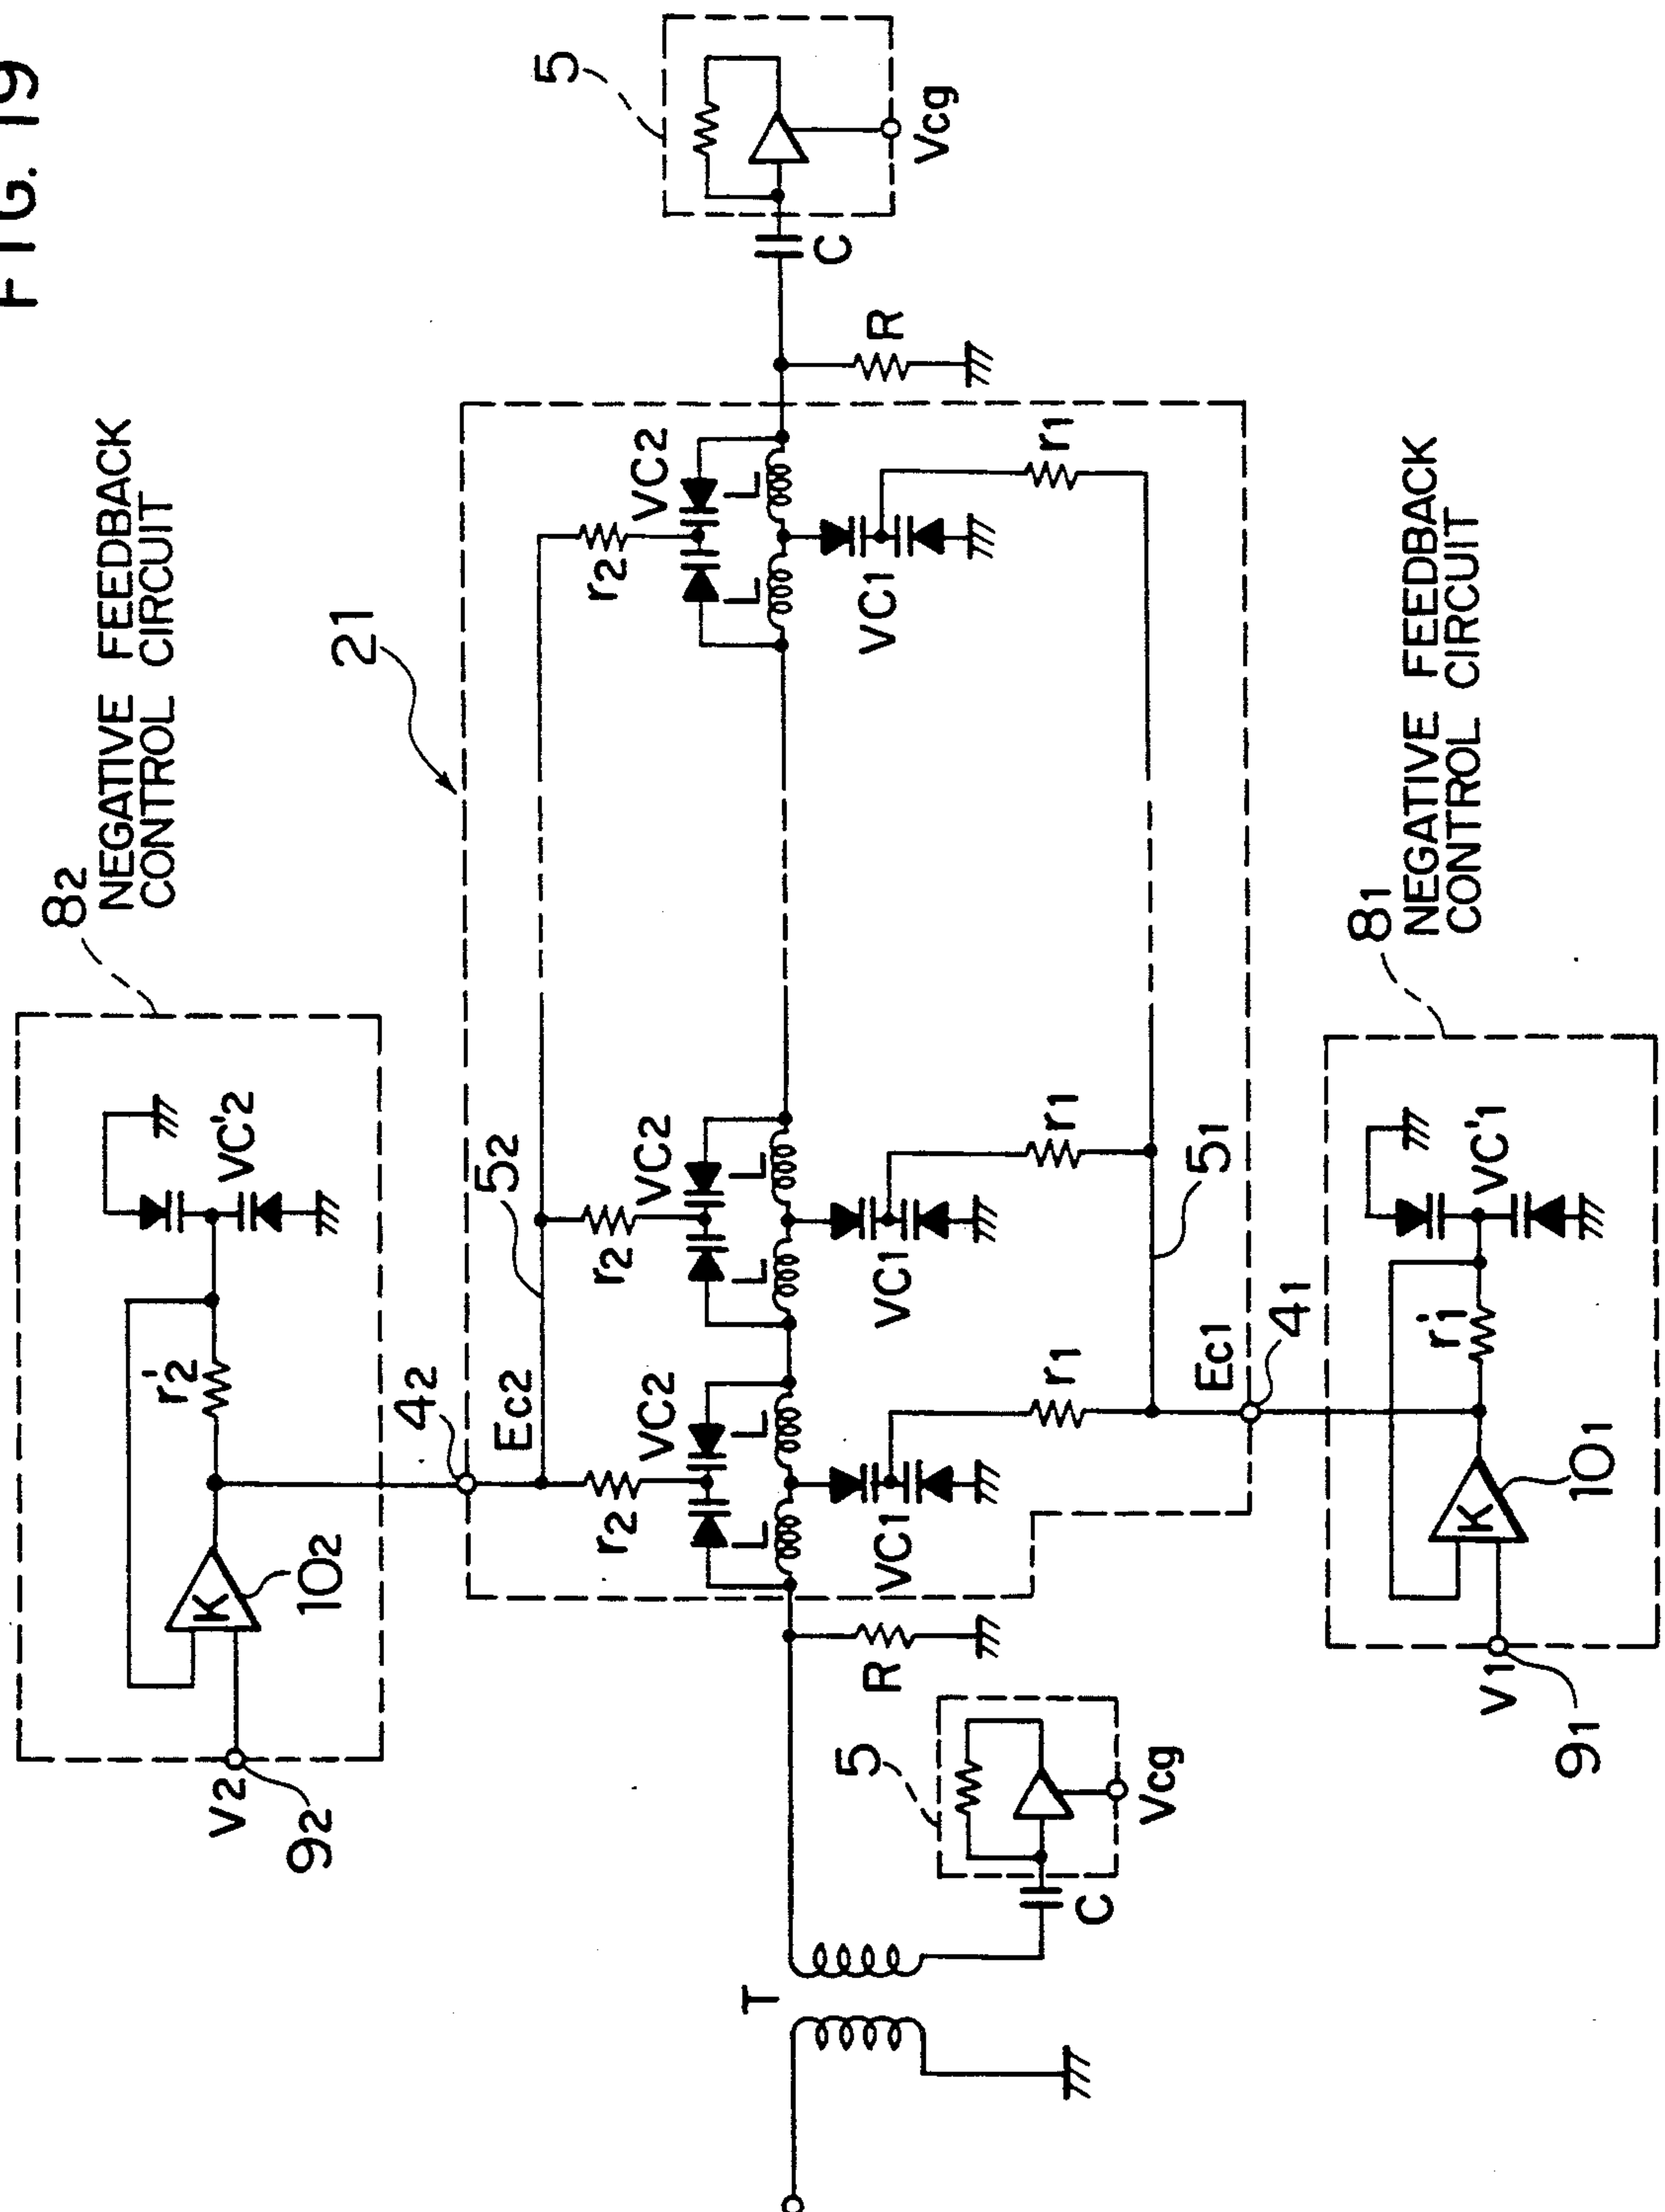 FIG. 19
8₂
NEGATIVE FEEDBACK
CONTROL CIRCUIT
r'2
VC'2
K
V2
9₂
10₂
21
4₂
Ec2
5₂
5
r2
r2
r2
VC2
VC2
VC2
L
L
L
L
L
L
T
C
R
VC1
VC1
VC1
R
5
Vcg
r1
r1
r1
C
Vcg
5₁
Ec1
4₁
8₁
NEGATIVE FEEDBACK
CONTROL CIRCUIT
r'1
VC'1
K
V1
9₁
10₁